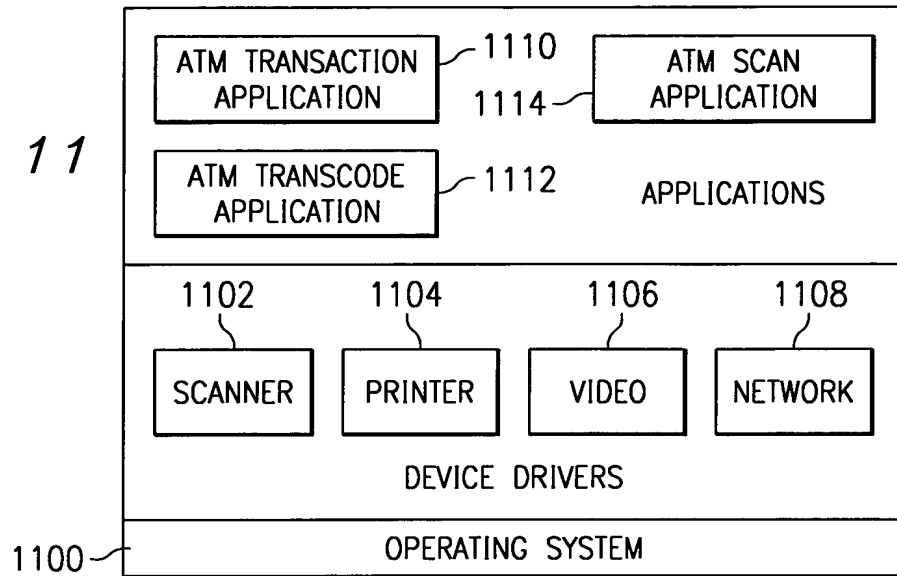 11
ATM TRANSACTION
APPLICATION
1110
ATM SCAN
APPLICATION
1114
ATM TRANSCODE
APPLICATION
1112
APPLICATIONS
1102
1104
1106
1108
SCANNER
PRINTER
VIDEO
NETWORK
DEVICE DRIVERS
1100
OPERATING SYSTEM